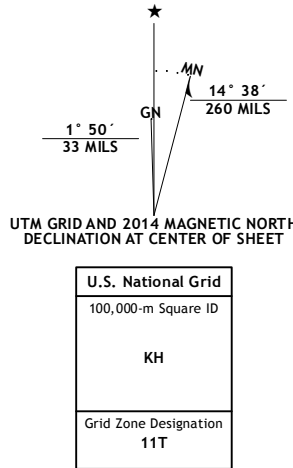 ★
MN
GN
14° 38´
260 MILS
1° 50´
33 MILS
UTM GRID AND 2014 MAGNETIC NORTH
DECLINATION AT CENTER OF SHEET
U.S. National Grid
100,000-m Square ID
KH
Grid Zone Designation
11T